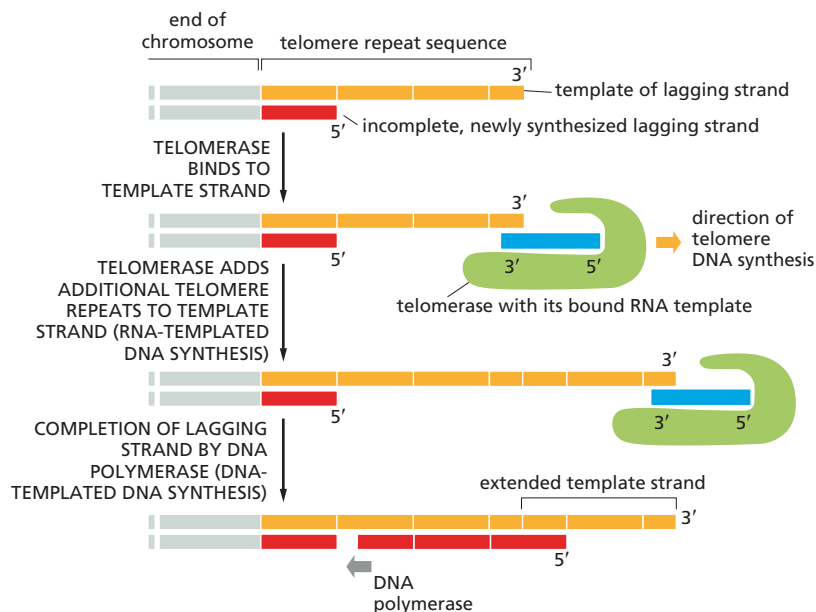 end of
chromosome
telomere repeat sequence
3′
template of lagging strand
5′
incomplete, newly synthesized lagging strand
TELOMERASE
BINDS TO
TEMPLATE STRAND
3′
5′
3′
5′
direction of
telomere
DNA synthesis
telomerase with its bound RNA template
TELOMERASE ADDS
ADDITIONAL TELOMERE
REPEATS TO TEMPLATE
STRAND (RNA-TEMPLATED
DNA SYNTHESIS)
3′
5′
3′
5′
COMPLETION OF LAGGING
STRAND BY DNA
POLYMERASE (DNA-
TEMPLATED DNA SYNTHESIS)
extended template strand
3′
5′
DNA
polymerase